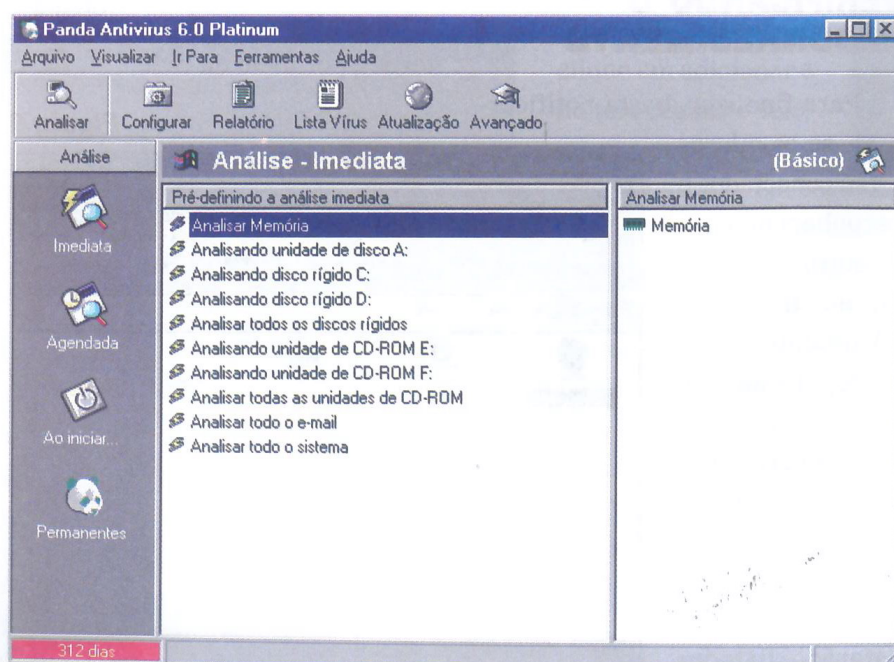 Panda Antivirus 6.0 Platinum
Arquivo Visualizar Ir Para Ferramentas Ajuda
Analisar Configurar Relatório Lista Vírus Atualização Avançado
Análise
Imediata
Agendada
Ao iniciar...
Permanentes
312 dias
Análise - Imediata (Básico)
Pré-definindo a análise imediata
Analisar Memória
Analisando unidade de disco A:
Analisando disco rígido C:
Analisando disco rígido D:
Analisar todos os discos rígidos
Analisando unidade de CD-ROM E:
Analisando unidade de CD-ROM F:
Analisar todas as unidades de CD-ROM
Analisar todo o e-mail
Analisar todo o sistema
Analisar Memória
Memória